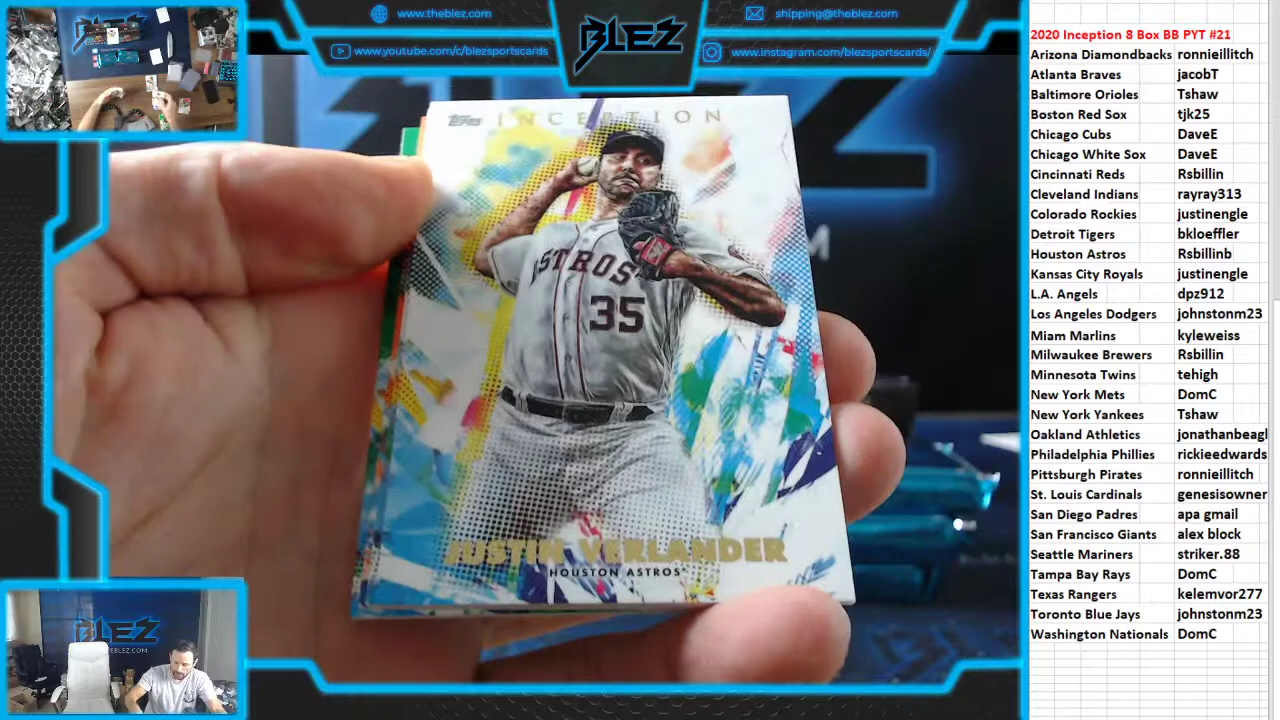 www.theblez.com
www.youtube.com/c/blezsportscards
BLEZ
shipping@theblez.com
www.instagram.com/blezsportscards/
Topps INCEPTION
ASTROS
35
JUSTIN VERLANDER
HOUSTON ASTROS
BLEZ
THEBLEZ.COM
2020 Inception 8 Box BB PYT #21
Arizona Diamondbacks ronnieillitch
Atlanta Braves jacobT
Baltimore Orioles Tshaw
Boston Red Sox tjk25
Chicago Cubs DaveE
Chicago White Sox DaveE
Cincinnati Reds Rsbillin
Cleveland Indians rayray313
Colorado Rockies justinengle
Detroit Tigers bkloeffler
Houston Astros Rsbillinb
Kansas City Royals justinengle
L.A. Angels dpz912
Los Angeles Dodgers johnstonm23
Miam Marlins kyleweiss
Milwaukee Brewers Rsbillin
Minnesota Twins tehigh
New York Mets DomC
New York Yankees Tshaw
Oakland Athletics jonathanbeagl
Philadelphia Phillies rickieedwards
Pittsburgh Pirates ronnieillitch
St. Louis Cardinals genesisowner
San Diego Padres apa gmail
San Francisco Giants alex block
Seattle Mariners striker.88
Tampa Bay Rays DomC
Texas Rangers kelemvor277
Toronto Blue Jays johnstonm23
Washington Nationals DomC